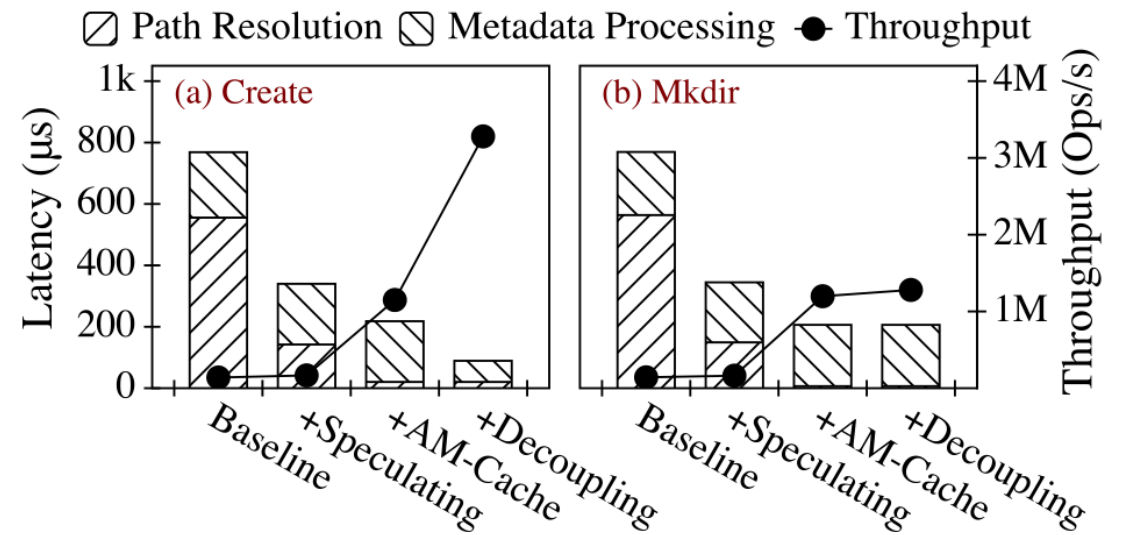 Path Resolution Metadata Processing Throughput
(a) Create
(b) Mkdir
Latency (μs)
1k
800
600
400
200
0
4M
3M
2M
1M
Throughput (Ops/s)
Baseline
+Speculating
+AM-Cache
+Decoupling
Baseline
+Speculating
+AM-Cache
+Decoupling